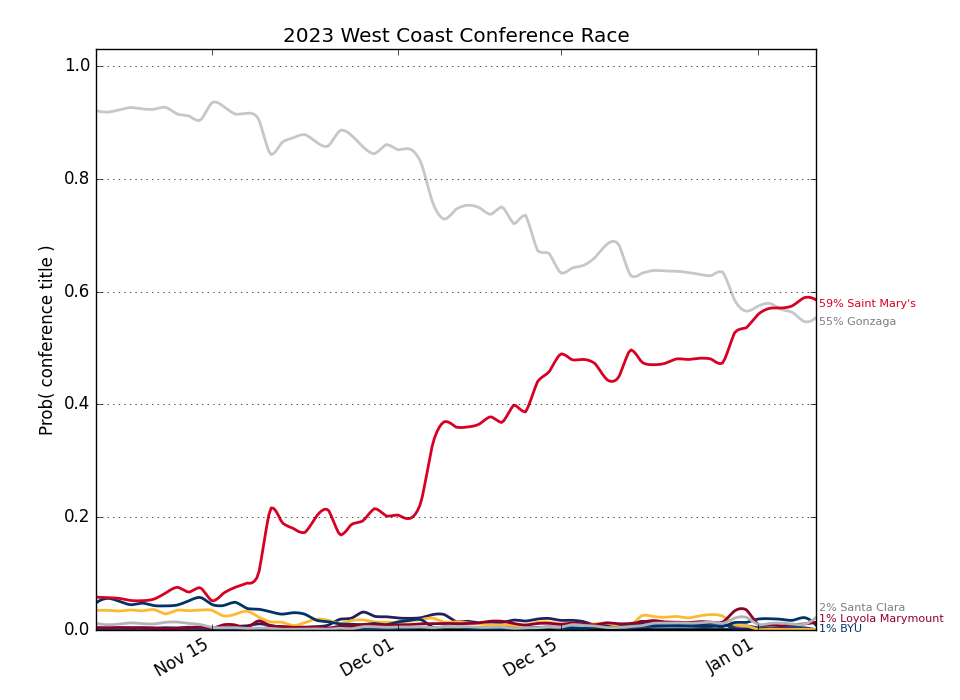 2023 West Coast Conference Race
Prob( conference title )
1.0
0.8
0.6
0.4
0.2
0.0
Nov 15
Dec 01
Dec 15
Jan 01
59% Saint Mary's
55% Gonzaga
2% Santa Clara
1% Loyola Marymount
1% BYU